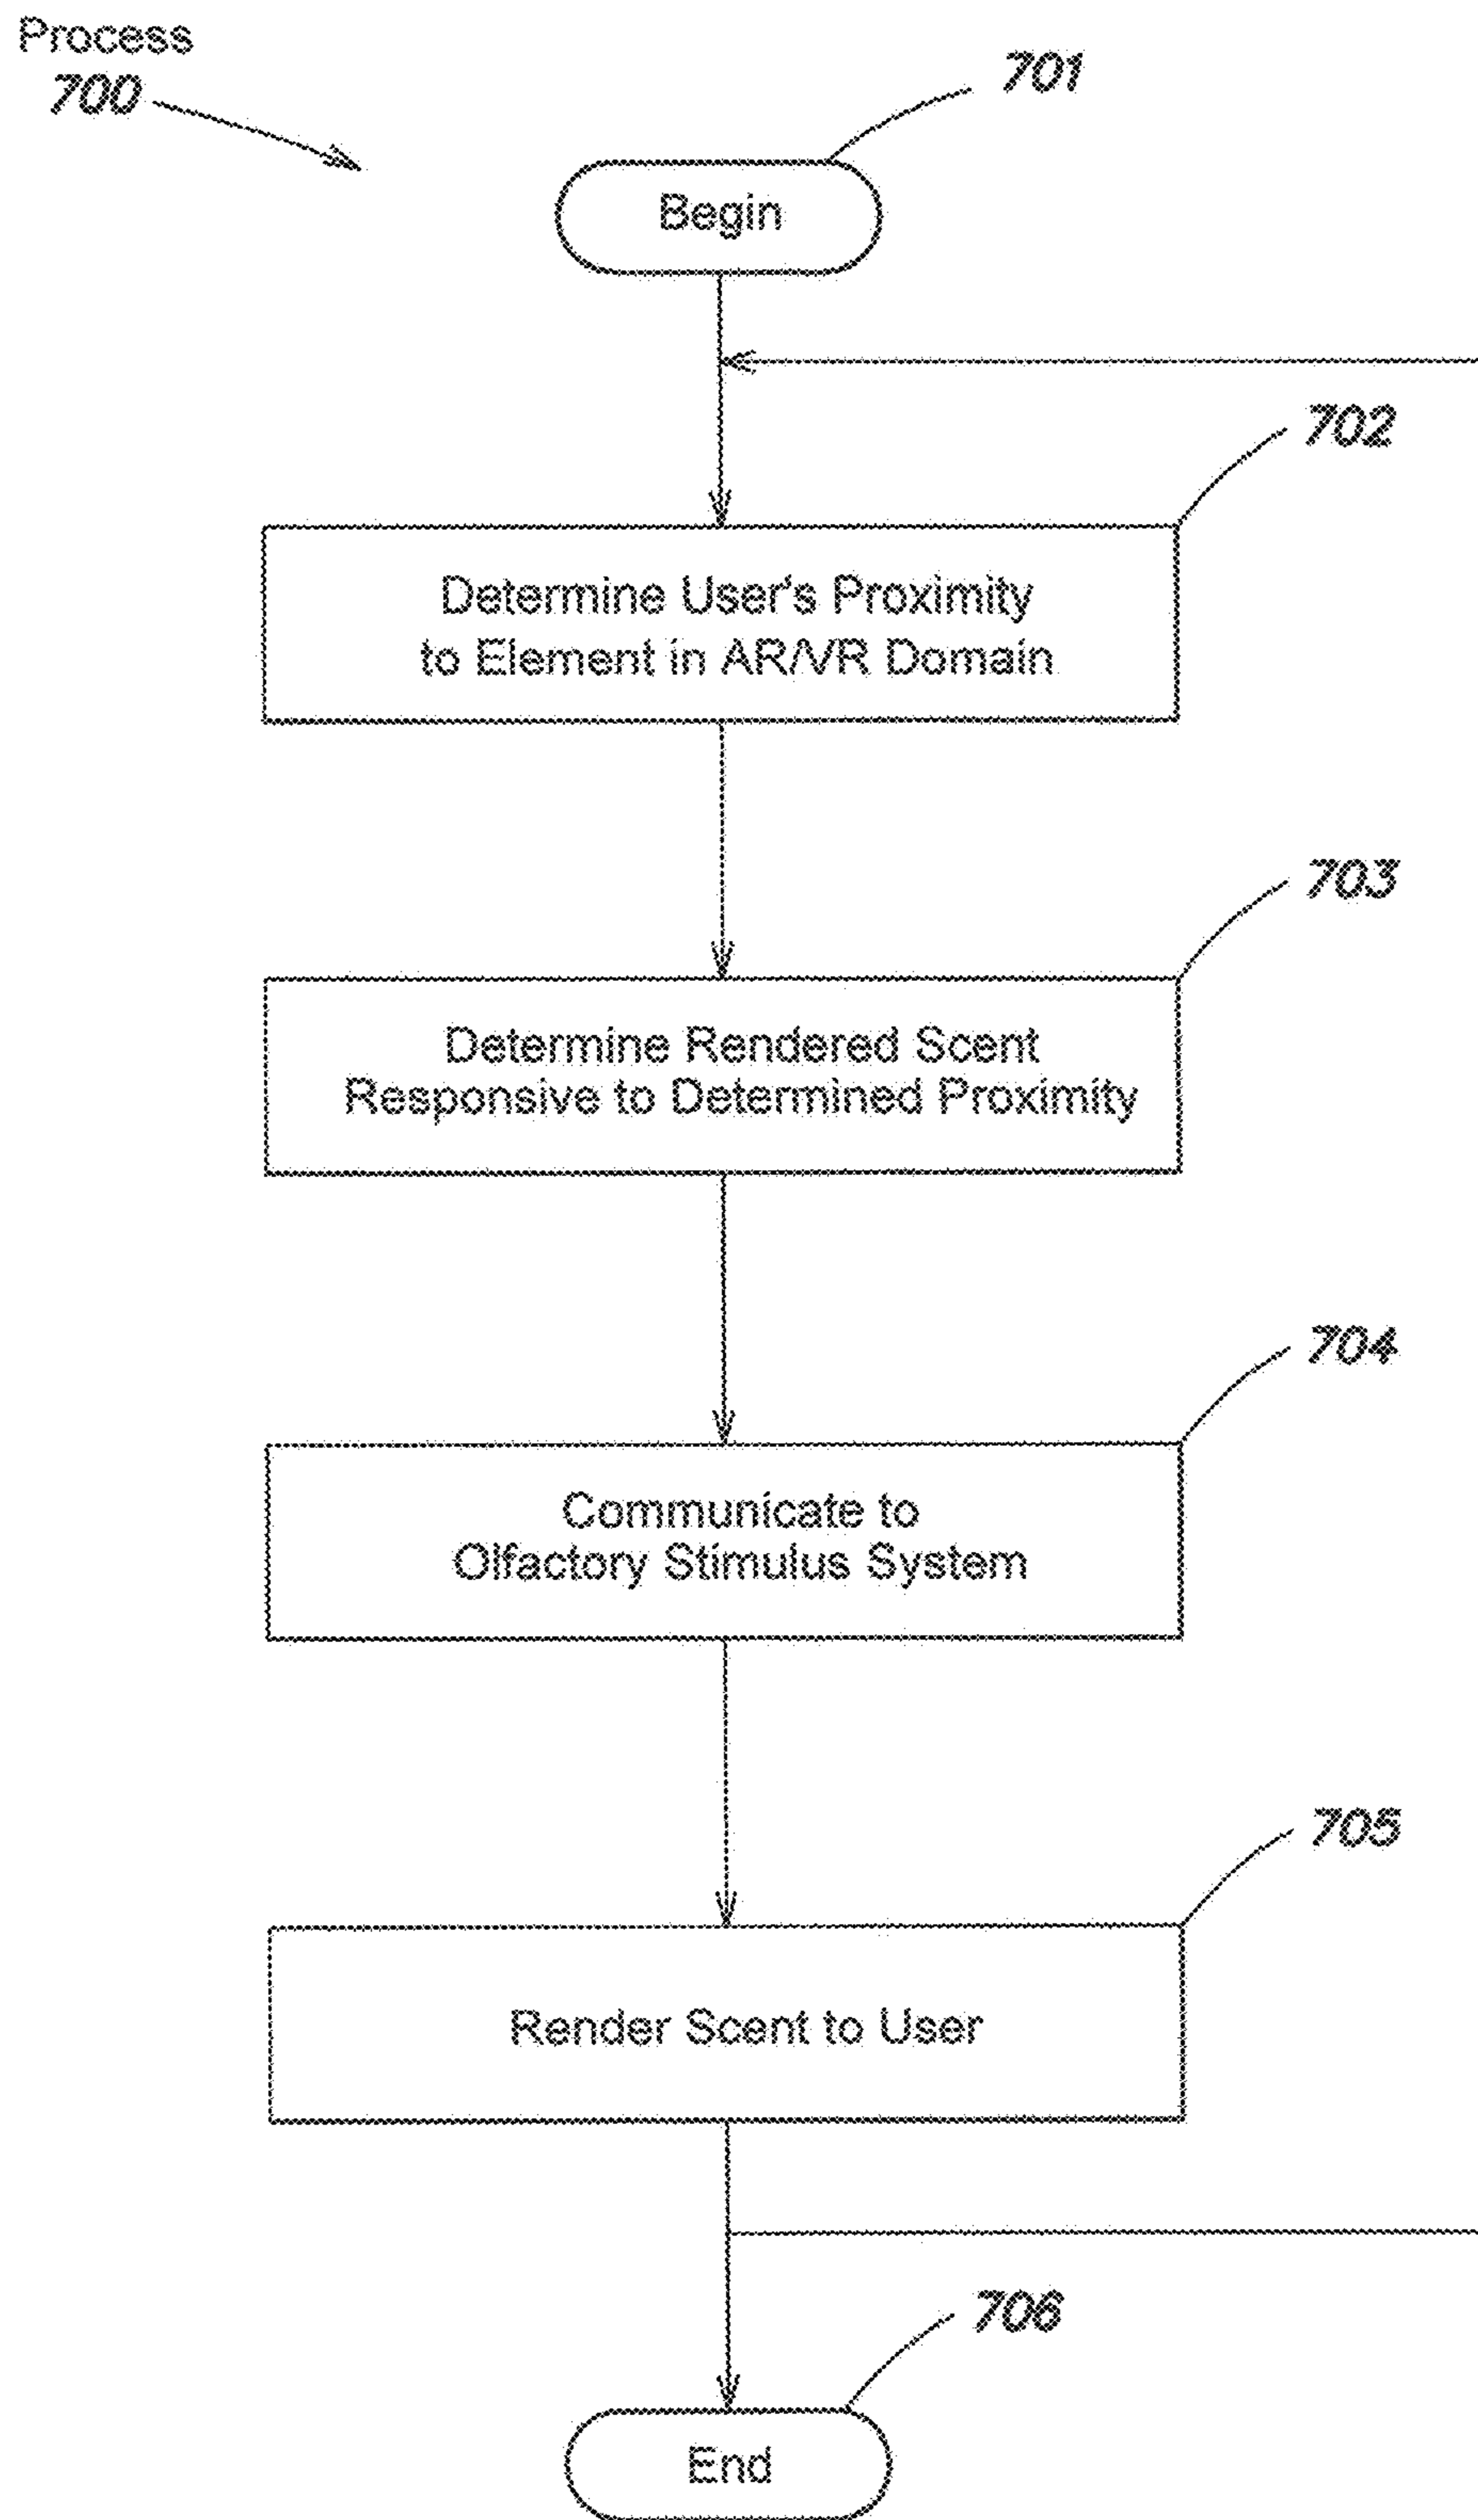 Process
700
701
Begin
702
Determine User's Proximity
to Element in AR/VR Domain
703
Determine Rendered Scent
Responsive to Determined Proximity
704
Communicate to
Olfactory Stimulus System
705
Render Scent to User
706
End